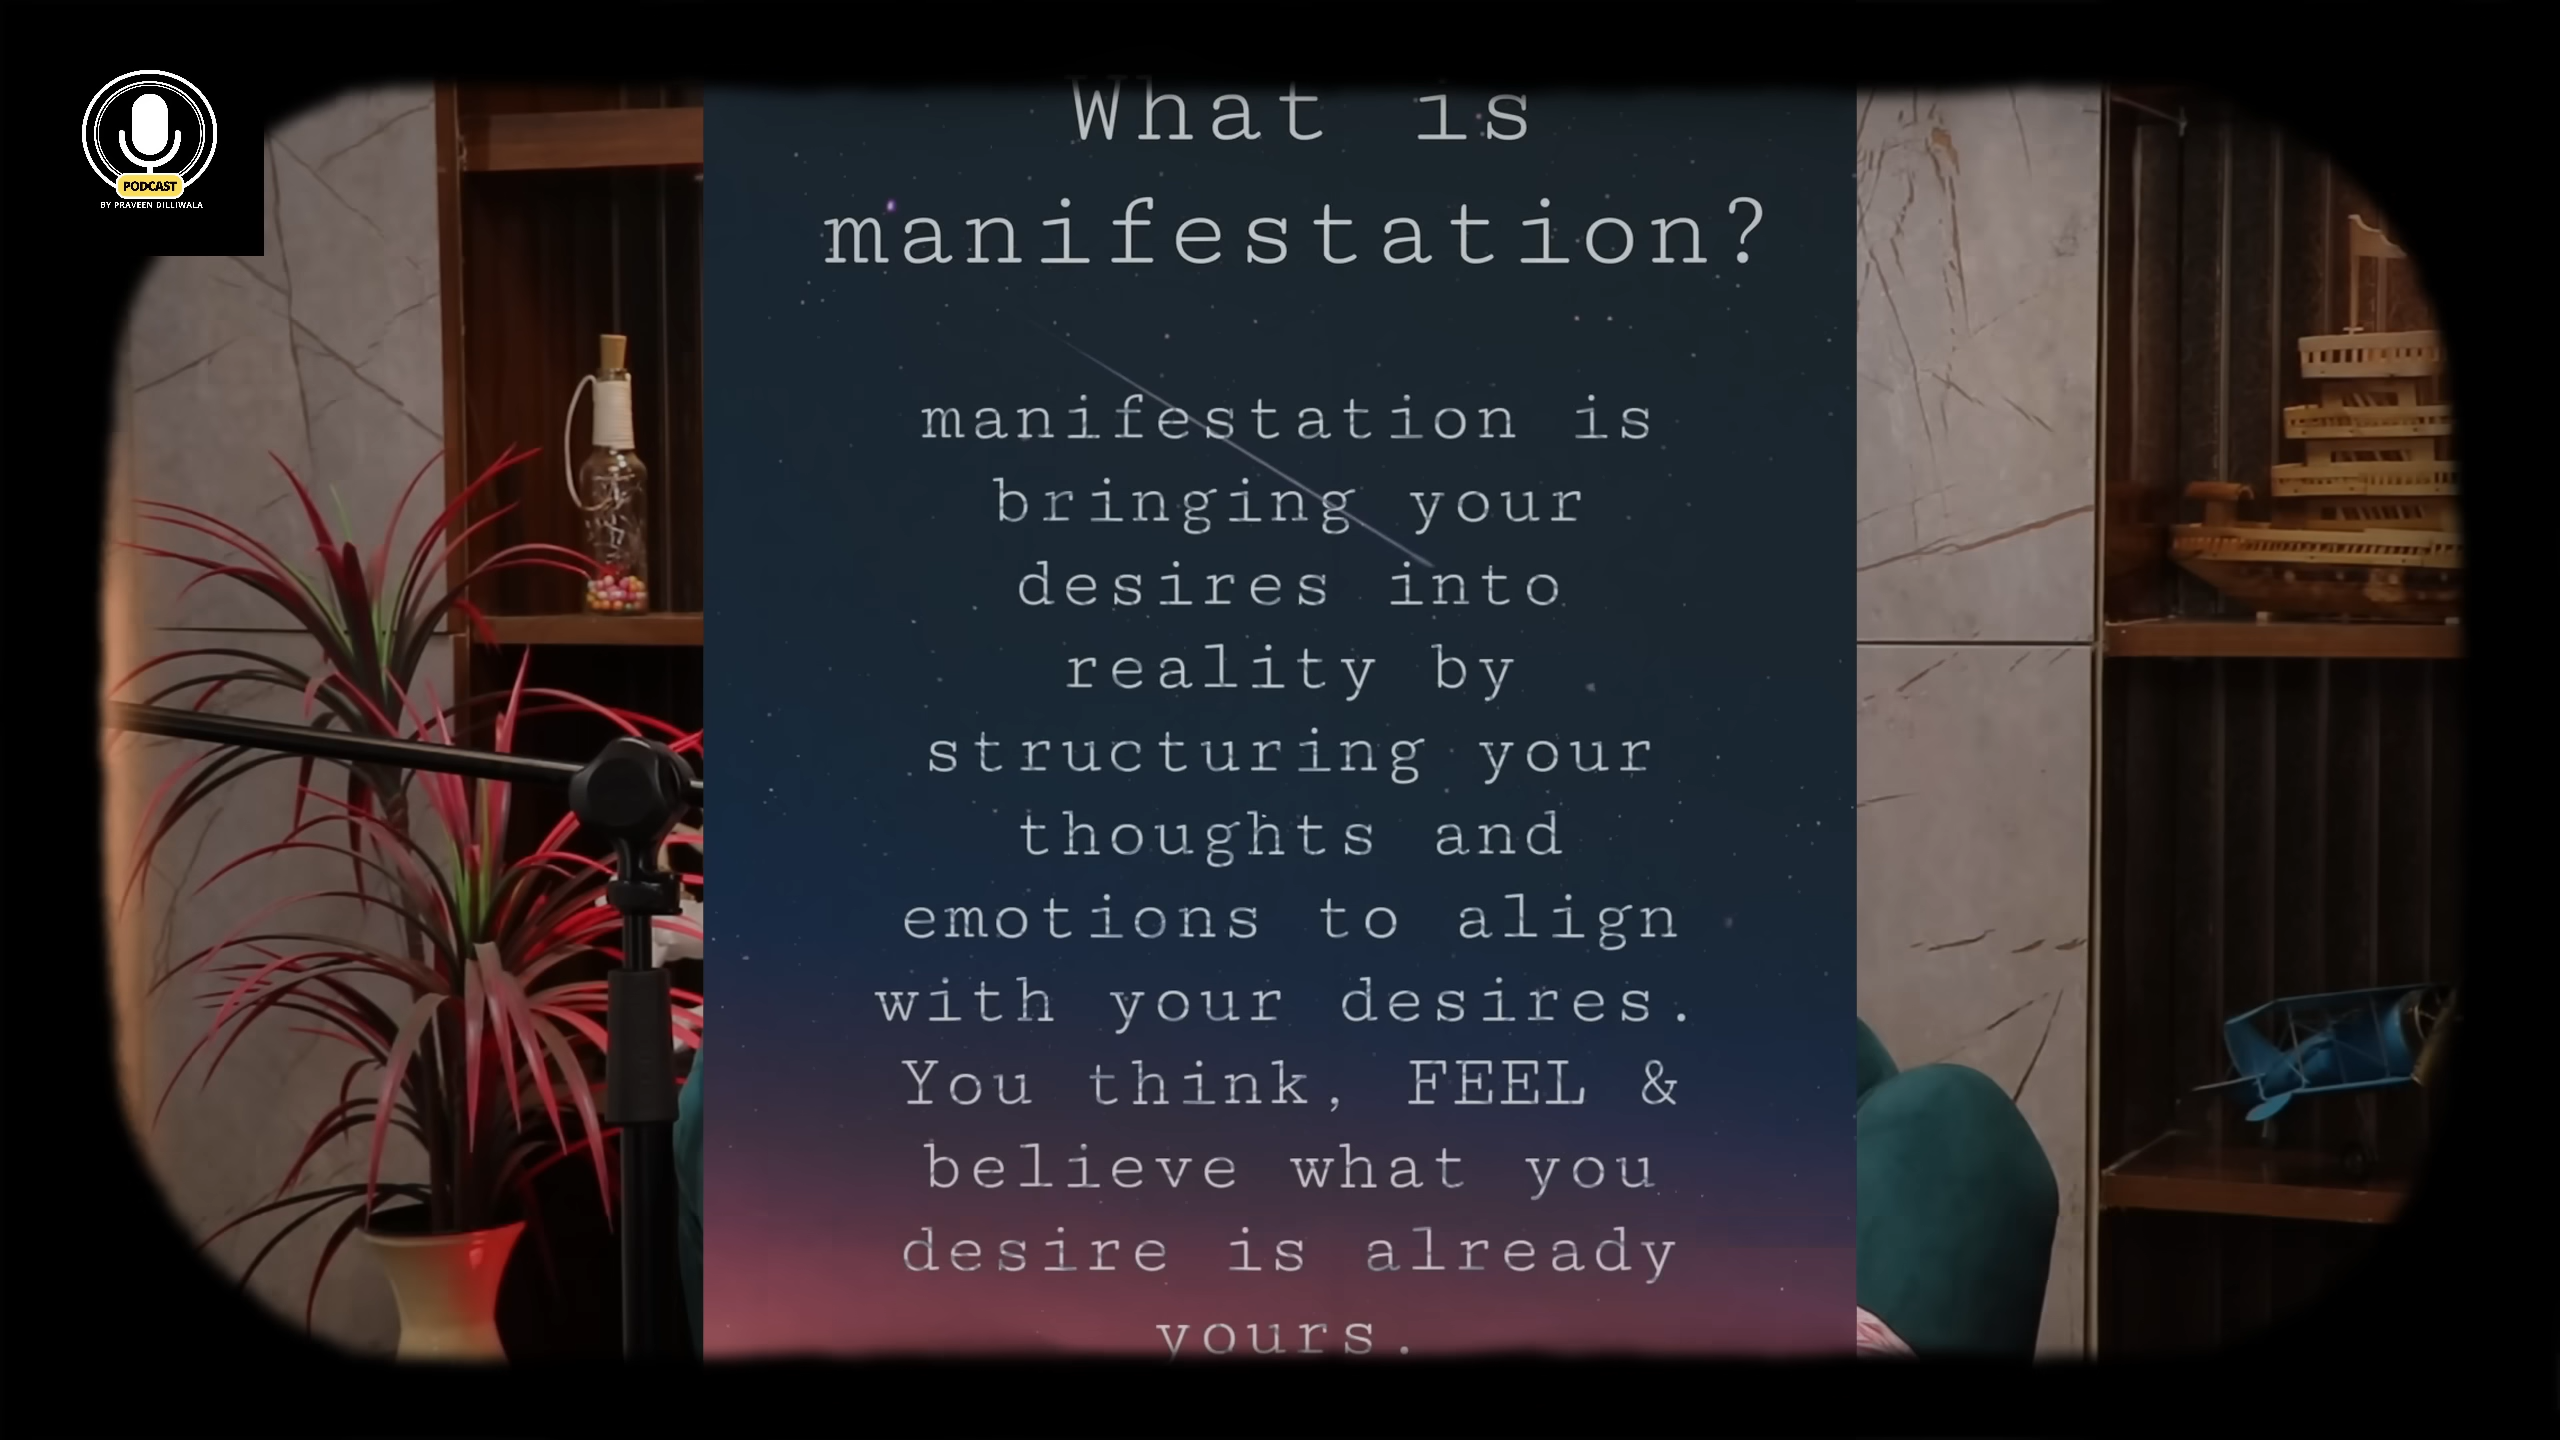 PODCAST
BY PRAVEEN DILLIWALA
What is
manifestation?
manifestation is
bringing your
desires into
reality by
structuring your
thoughts and
emotions to align
with your desires.
You think, FEEL &
believe what you
desire is already
yours.